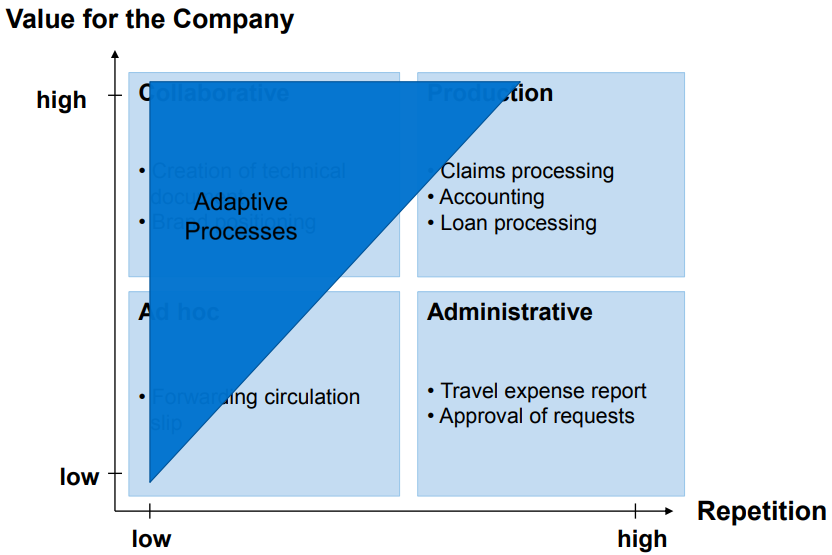 Value for the Company
high
Collaborative
• Creation of technical
document
• Brand positioning
Adaptive
Processes
Production
• Claims processing
• Accounting
• Loan processing
Ad hoc
• Forwarding circulation
slip
Administrative
• Travel expense report
• Approval of requests
low
low
high
Repetition